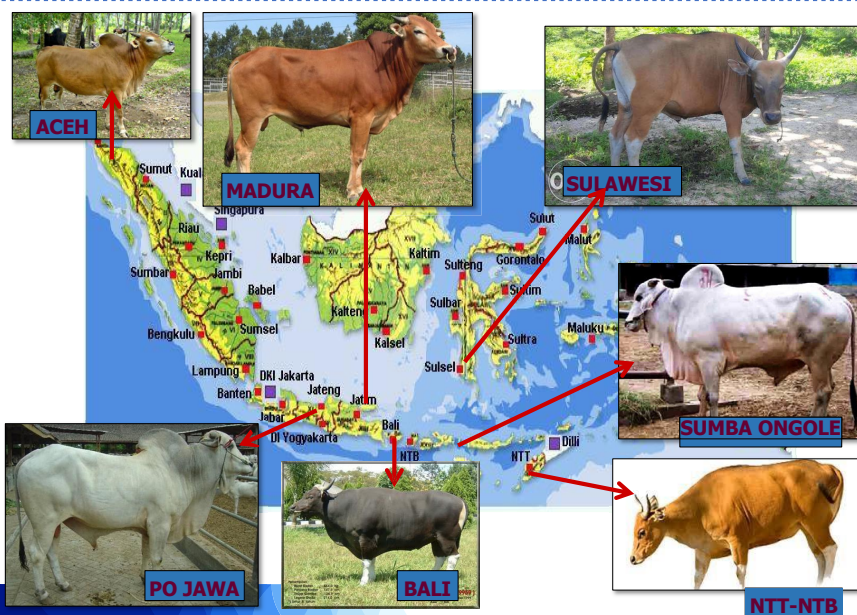 ACEH
MADURA
SULAWESI
Sumut
Kuala
Singapura
Riau
Kepri
Kalbar
Kaltim
Sulut
Malut
Gorontalo
Sulteng
Sumbar
Jambi
Babel
Kalteng
Sulbar
Bengkulu
Sumsel
Kalsel
Sultra
Maluku
Lampung
Sulsel
DKI Jakarta
Banten
Jateng
Jatim
Jabar
Bali
DI Yogyakarta
NTB
NTT
Dilli
SUMBA ONGOLE
PO JAWA
BALI
NTT-NTB